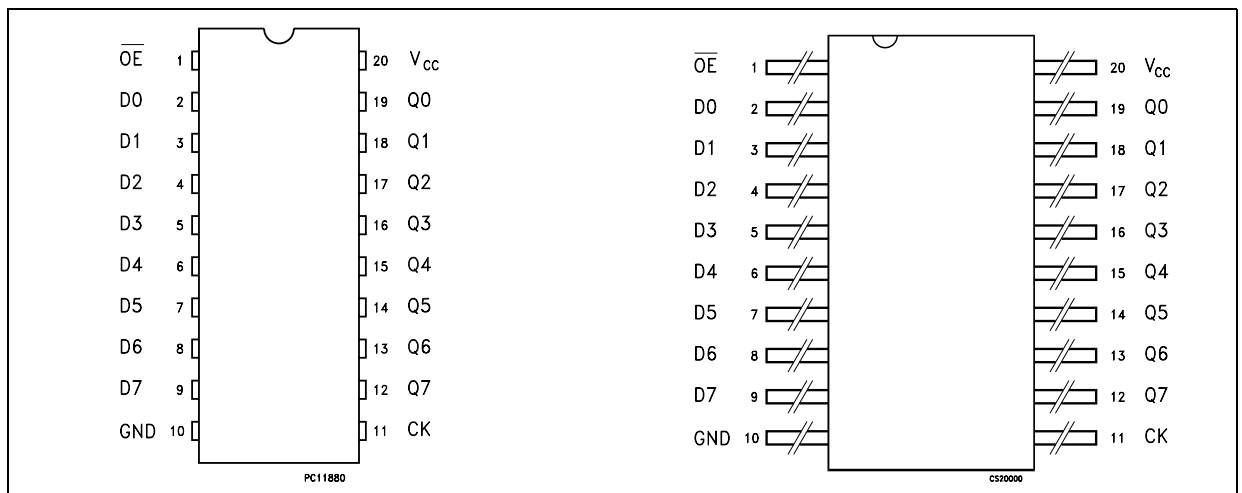 O̅E̅ 1 20 VCC
D0 2 19 Q0
D1 3 18 Q1
D2 4 17 Q2
D3 5 16 Q3
D4 6 15 Q4
D5 7 14 Q5
D6 8 13 Q6
D7 9 12 Q7
GND 10 11 CK
PC11880
O̅E̅ 1 20 VCC
D0 2 19 Q0
D1 3 18 Q1
D2 4 17 Q2
D3 5 16 Q3
D4 6 15 Q4
D5 7 14 Q5
D6 8 13 Q6
D7 9 12 Q7
GND 10 11 CK
CS20000